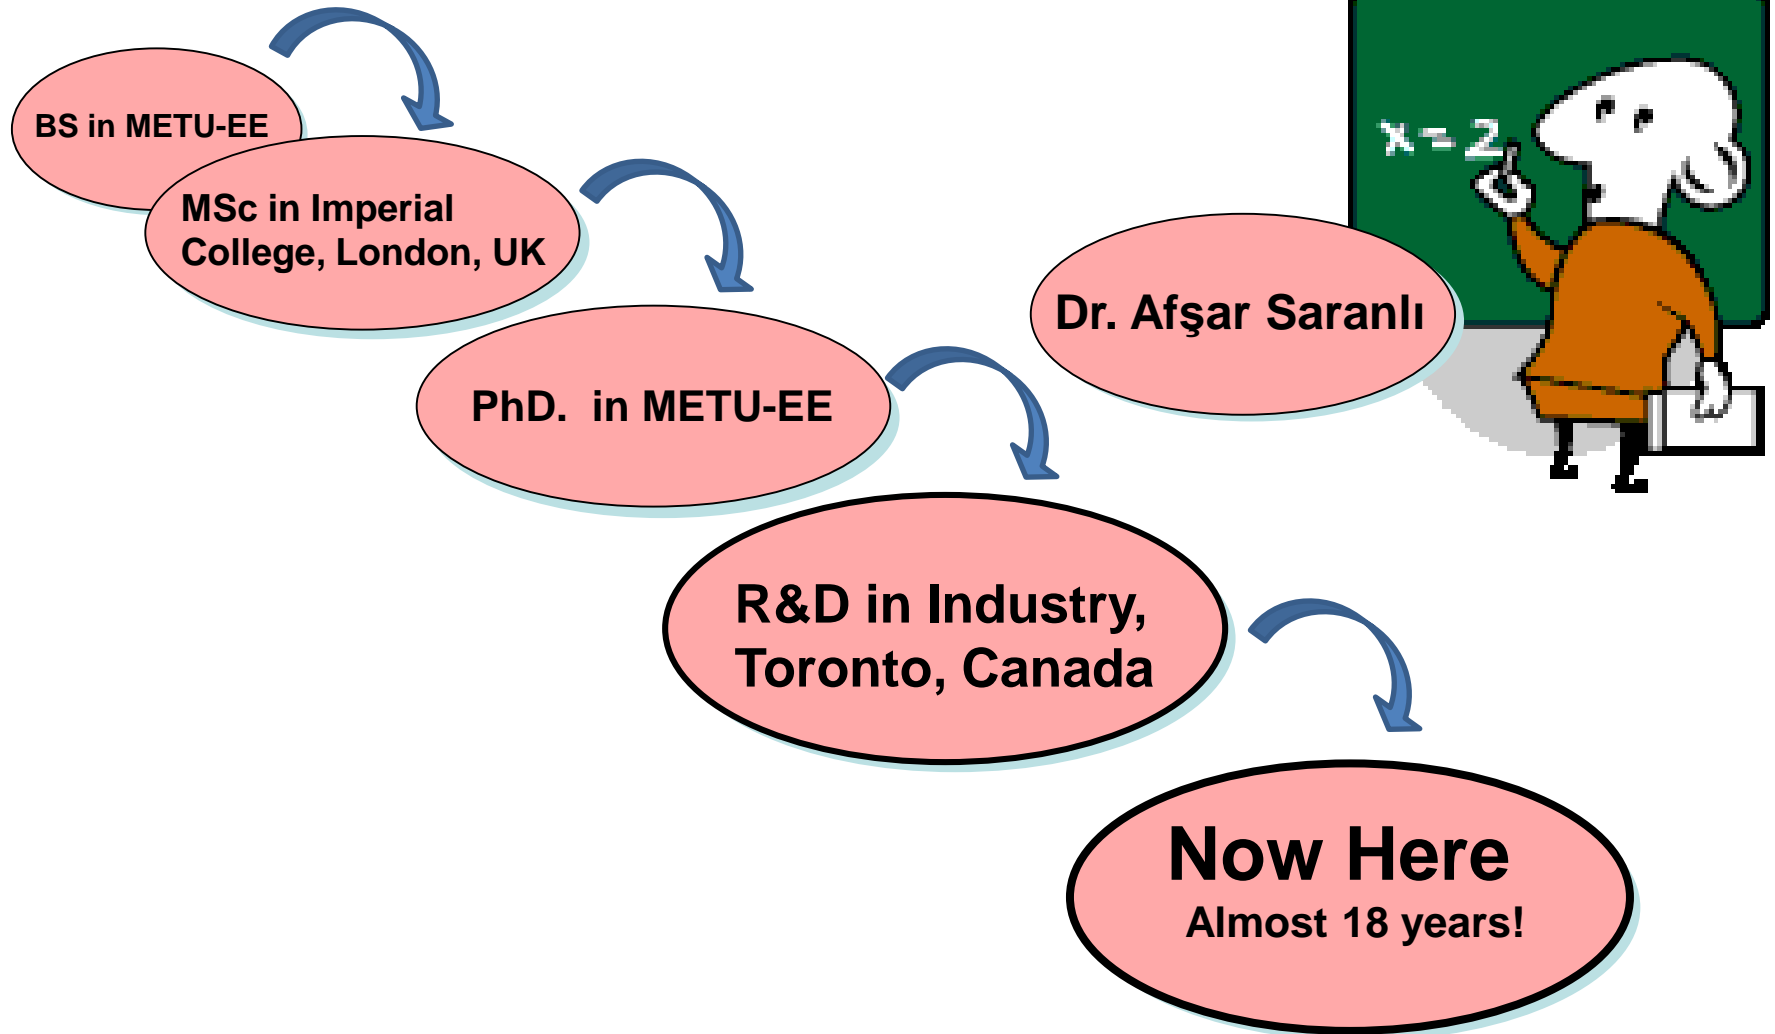 BS in METU-EE
MSc in Imperial
College, London, UK
PhD.  in METU-EE
R&D in Industry,
Toronto, Canada
Now Here
Almost 18 years!
Dr. Afşar Saranlı
x=2